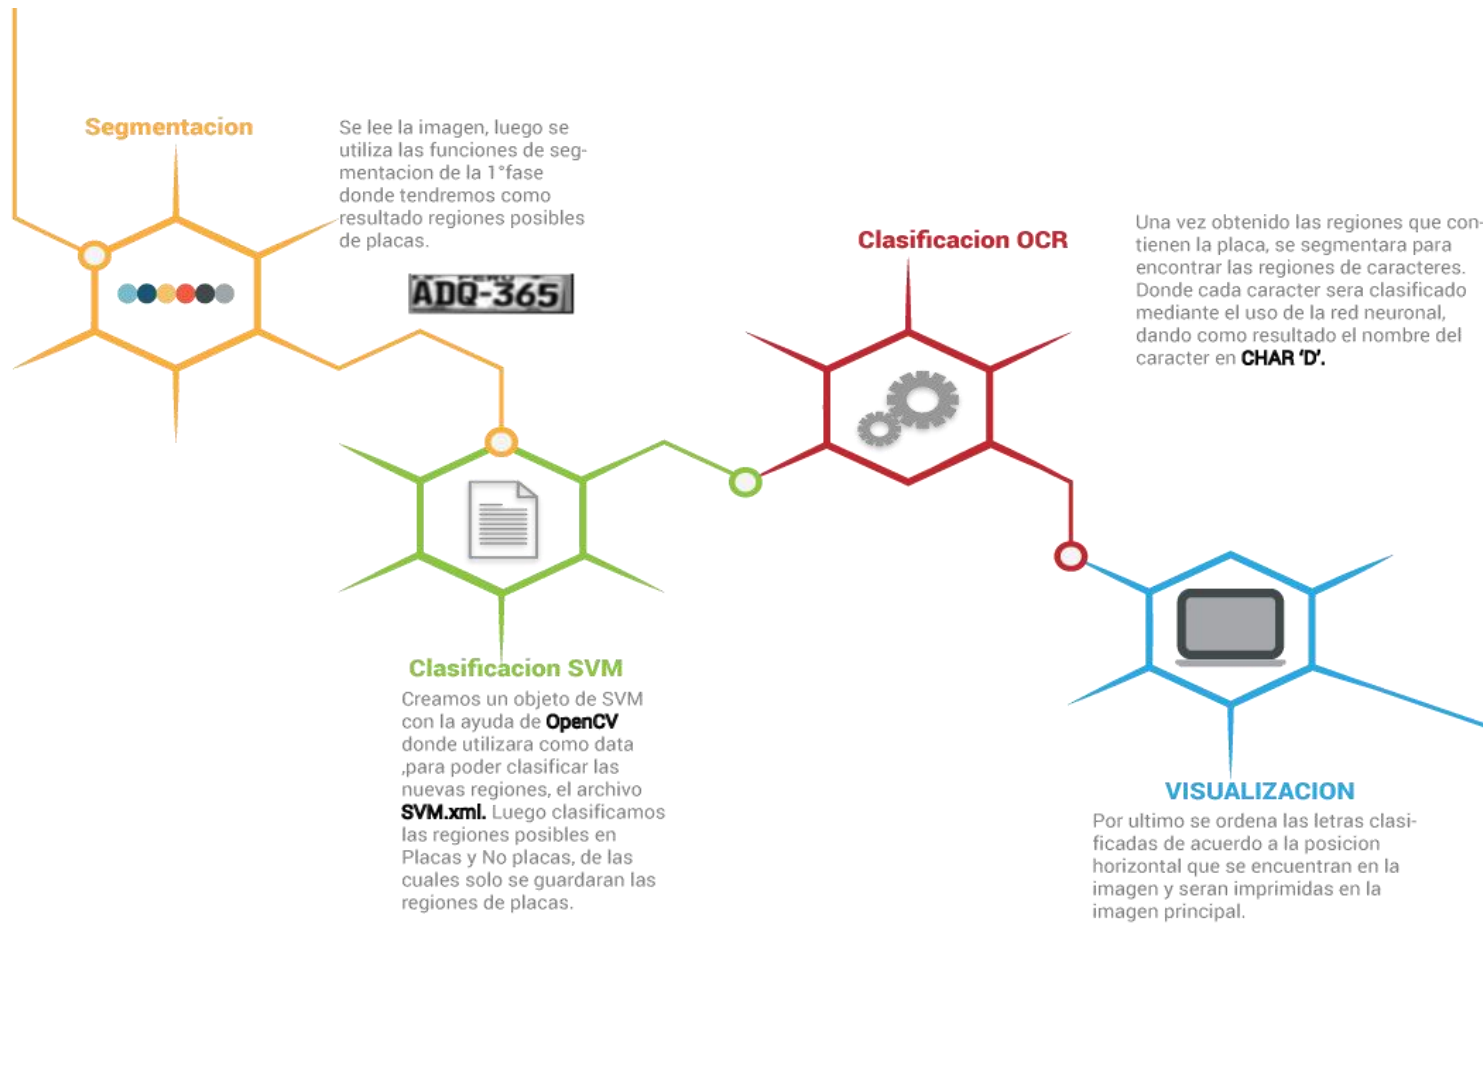 Segmentacion
Se lee la imagen, luego se
utiliza las funciones de seg-
mentacion de la 1°fase
donde tendremos como
resultado regiones posibles
de placas.
PERU
ADQ-365
Clasificacion SVM
Creamos un objeto de SVM
con la ayuda de OpenCV
donde utilizara como data
,para poder clasificar las
nuevas regiones, el archivo
SVM.xml. Luego clasificamos
las regiones posibles en
Placas y No placas, de las
cuales solo se guardaran las
regiones de placas.
Clasificacion OCR
Una vez obtenido las regiones que con-
tienen la placa, se segmentara para
encontrar las regiones de caracteres.
Donde cada caracter sera clasificado
mediante el uso de la red neuronal,
dando como resultado el nombre del
caracter en CHAR ‘D’.
VISUALIZACION
Por ultimo se ordena las letras clasi-
ficadas de acuerdo a la posicion
horizontal que se encuentran en la
imagen y seran imprimidas en la
imagen principal.